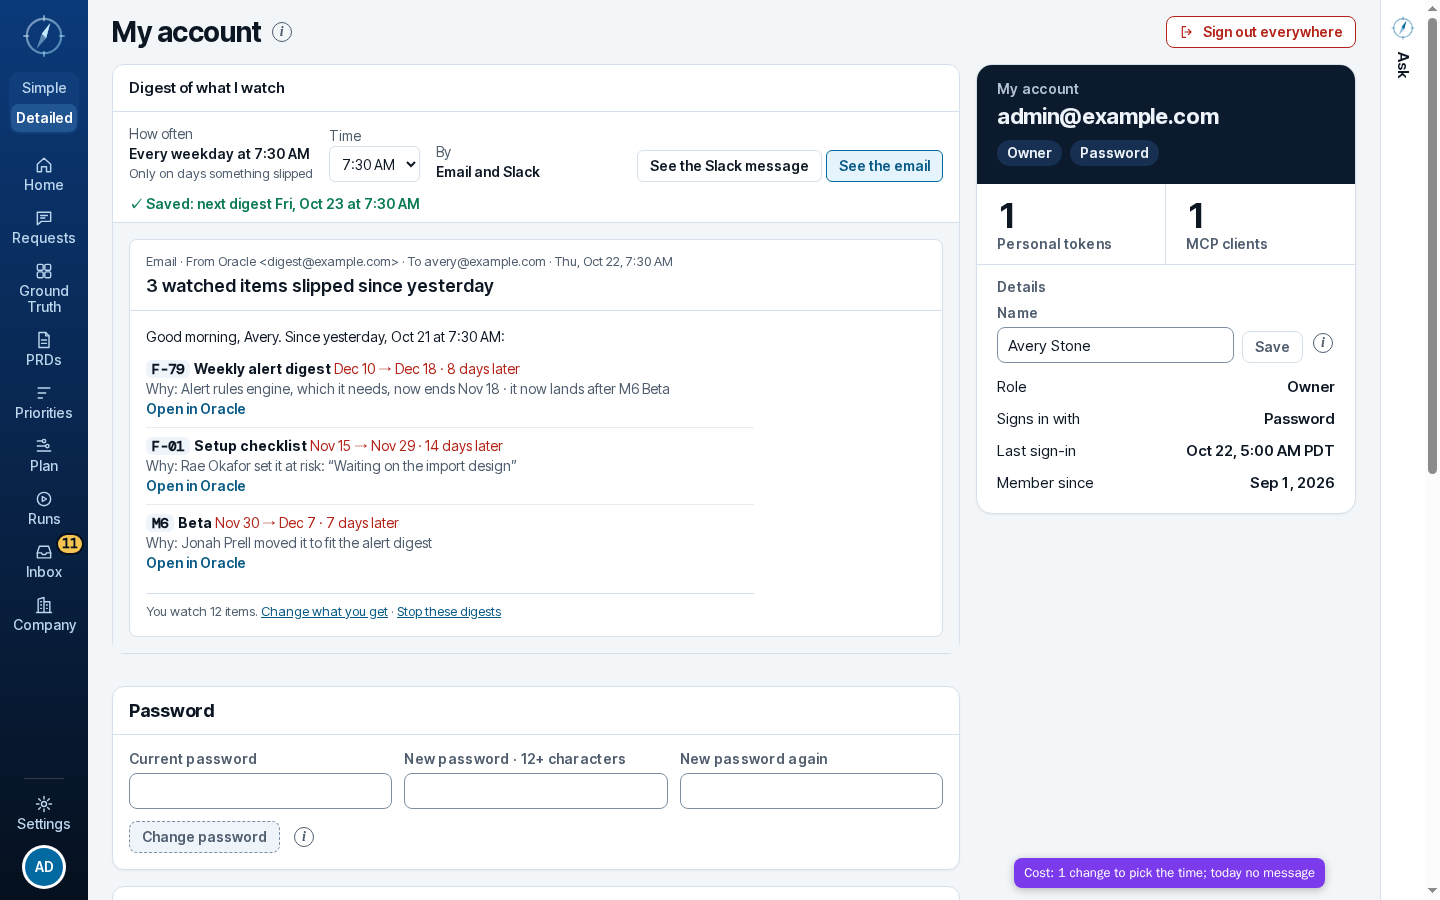 My account
i
Sign out everywhere
Simple
Detailed
Home
Requests
Ground
Truth
PRDs
Priorities
Plan
Runs
11
Inbox
Company
Settings
AD
Digest of what I watch
How often
Every weekday at 7:30 AM
Only on days something slipped
Time
7:30 AM
By
Email and Slack
See the Slack message
See the email
✓ Saved: next digest Fri, Oct 23 at 7:30 AM
Email · From Oracle <digest@example.com> · To avery@example.com · Thu, Oct 22, 7:30 AM
3 watched items slipped since yesterday
Good morning, Avery. Since yesterday, Oct 21 at 7:30 AM:
F-79 Weekly alert digest Dec 10 → Dec 18 · 8 days later
Why: Alert rules engine, which it needs, now ends Nov 18 · it now lands after M6 Beta
Open in Oracle
F-01 Setup checklist Nov 15 → Nov 29 · 14 days later
Why: Rae Okafor set it at risk: “Waiting on the import design”
Open in Oracle
M6 Beta Nov 30 → Dec 7 · 7 days later
Why: Jonah Prell moved it to fit the alert digest
Open in Oracle
You watch 12 items. Change what you get · Stop these digests
Password
Current password
New password · 12+ characters
New password again
Change password
i
My account
admin@example.com
Owner
Password
1
Personal tokens
1
MCP clients
Details
Name
Avery Stone
Save
i
Role Owner
Signs in with Password
Last sign-in Oct 22, 5:00 AM PDT
Member since Sep 1, 2026
Ask
Cost: 1 change to pick the time; today no message